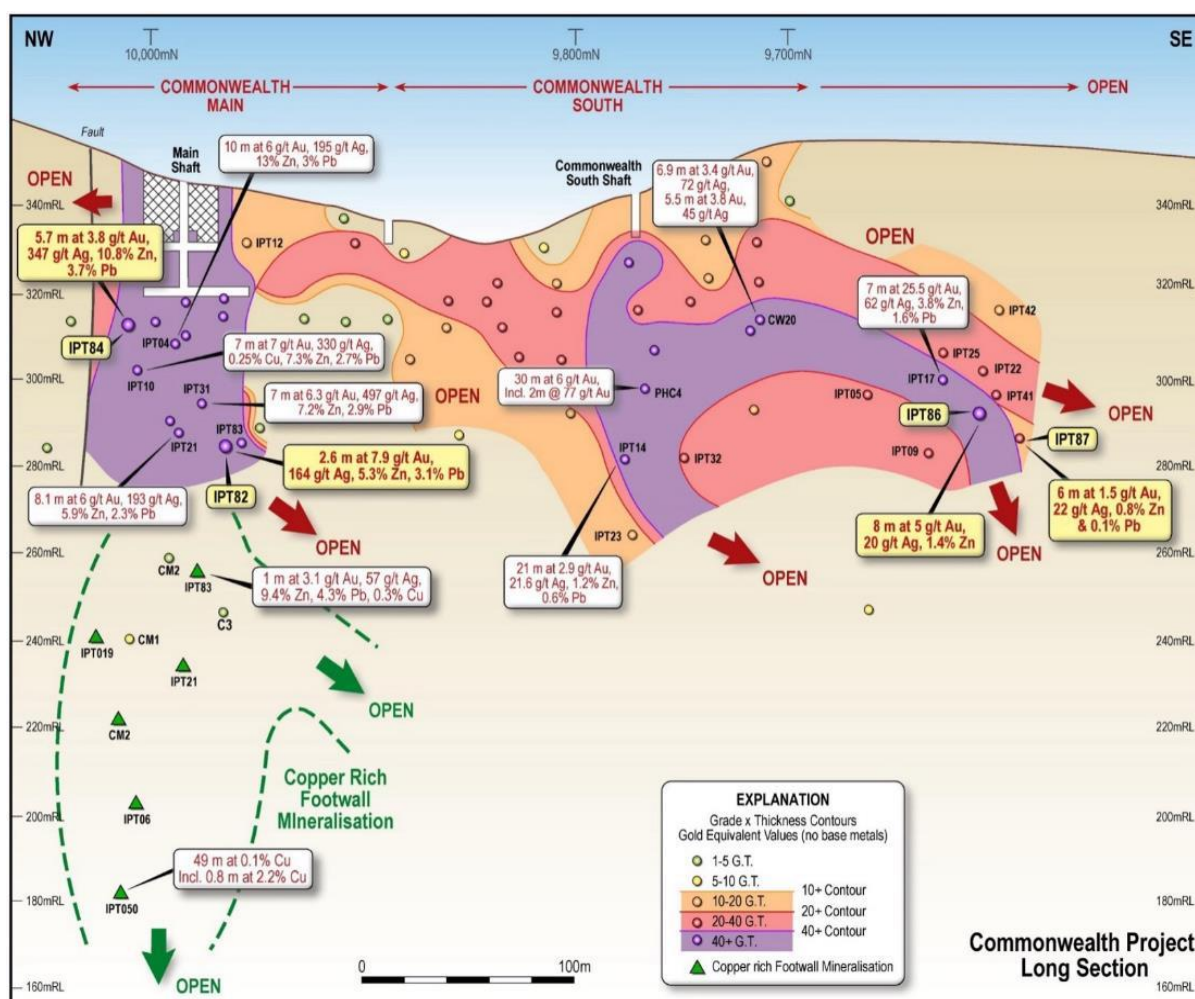 NW
SE
10,000mN
9,800mN
9,700mN
COMMONWEALTH
MAIN
COMMONWEALTH
SOUTH
OPEN
Fault
Main
Shaft
10 m at 6 g/t Au, 195 g/t Ag,
13% Zn, 3% Pb
Commonwealth
South Shaft
6.9 m at 3.4 g/t Au,
72 g/t Ag,
5.5 m at 3.8 Au,
45 g/t Ag
OPEN
340mRL
340mRL
5.7 m at 3.8 g/t Au,
347 g/t Ag, 10.8% Zn,
3.7% Pb
IPT12
OPEN
7 m at 25.5 g/t Au,
62 g/t Ag, 3.8% Zn,
1.6% Pb
320mRL
320mRL
IPT42
CW20
IPT84
IPT04
7 m at 7 g/t Au, 330 g/t Ag,
0.25% Cu, 7.3% Zn, 2.7% Pb
IPT25
IPT22
300mRL
300mRL
IPT10
IPT31
7 m at 6.3 g/t Au, 497 g/t Ag,
7.2% Zn, 2.9% Pb
OPEN
30 m at 6 g/t Au,
Incl. 2m @ 77 g/t Au
PHC4
IPT05
IPT17
IPT41
OPEN
IPT86
IPT87
IPT21
IPT83
2.6 m at 7.9 g/t Au,
164 g/t Ag, 5.3% Zn, 3.1% Pb
IPT14
IPT32
IPT09
280mRL
280mRL
8.1 m at 6 g/t Au, 193 g/t Ag,
5.9% Zn, 2.3% Pb
IPT82
6 m at 1.5 g/t Au,
22 g/t Ag, 0.8% Zn
& 0.1% Pb
8 m at 5 g/t Au,
20 g/t Ag, 1.4% Zn
OPEN
IPT23
OPEN
OPEN
260mRL
260mRL
CM2
IPT83
1 m at 3.1 g/t Au, 57 g/t Ag,
9.4% Zn, 4.3% Pb, 0.3% Cu
21 m at 2.9 g/t Au,
21.6 g/t Ag, 1.2% Zn,
0.6% Pb
C3
240mRL
240mRL
IPT019
CM1
IPT21
OPEN
CM2
220mRL
220mRL
Copper Rich
Footwall
MIneralisation
IPT06
200mRL
200mRL
49 m at 0.1% Cu
Incl. 0.8 m at 2.2% Cu
IPT050
180mRL
180mRL
OPEN
160mRL
160mRL
0
100m
EXPLANATION
Grade x Thickness Contours
Gold Equivalent Values (no base metals)
1-5 G.T.
5-10 G.T.
10+ Contour
10-20 G.T.
20+ Contour
20-40 G.T.
40+ Contour
40+ G.T.
Copper rich Footwall Mineralisation
Commonwealth Project
Long Section